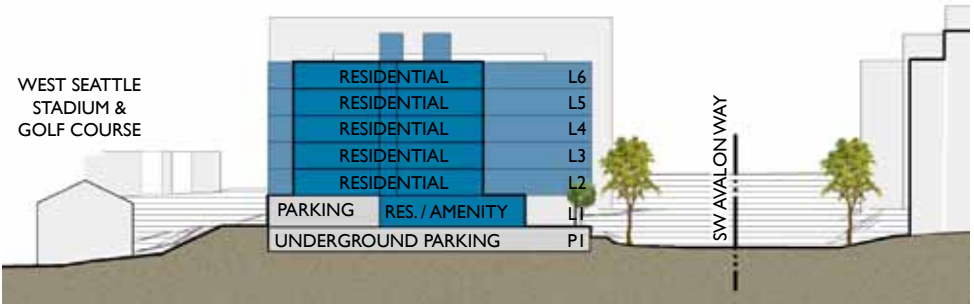 WEST SEATTLE
STADIUM &
GOLF COURSE
RESIDENTIAL L6
RESIDENTIAL L5
RESIDENTIAL L4
RESIDENTIAL L3
RESIDENTIAL L2
PARKING RES. / AMENITY L1
UNDERGROUND PARKING P1
SW AVALON WAY